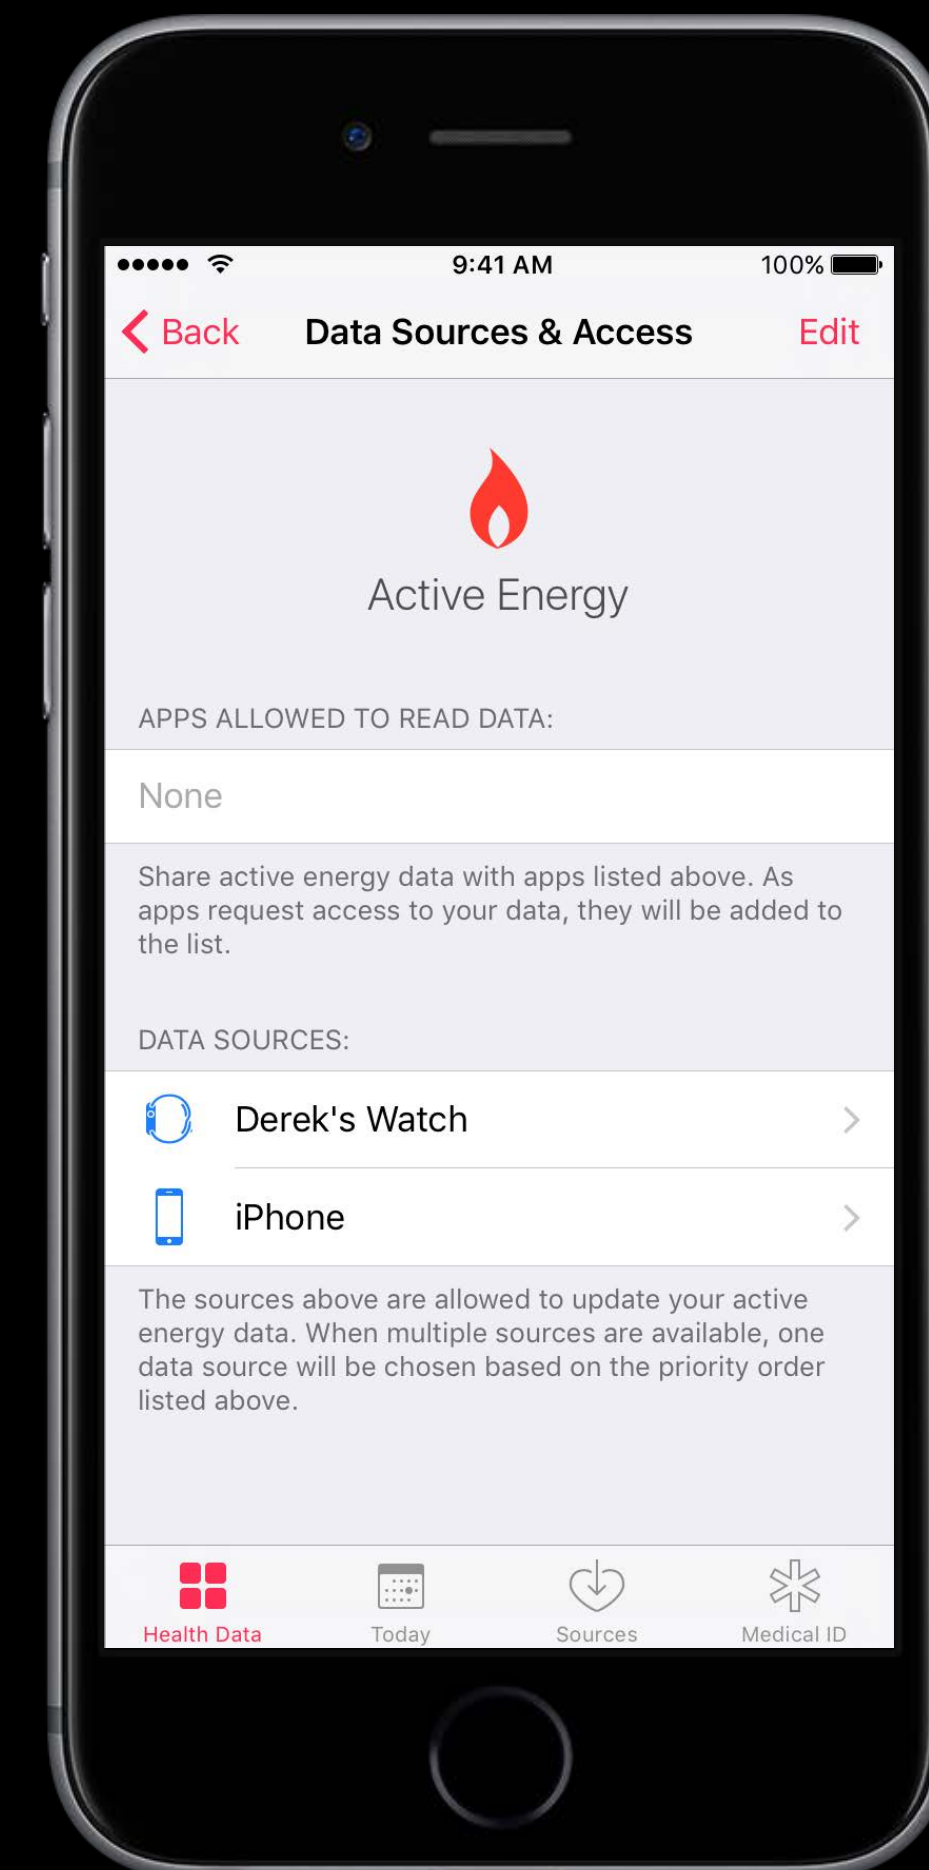 9:41 AM
100%
Back
Data Sources & Access
Edit
Active Energy
APPS ALLOWED TO READ DATA:
None
Share active energy data with apps listed above. As
apps request access to your data, they will be added to
the list.
DATA SOURCES:
Derek's Watch
iPhone
The sources above are allowed to update your active
energy data. When multiple sources are available, one
data source will be chosen based on the priority order
listed above.
Health Data
Today
Sources
Medical ID